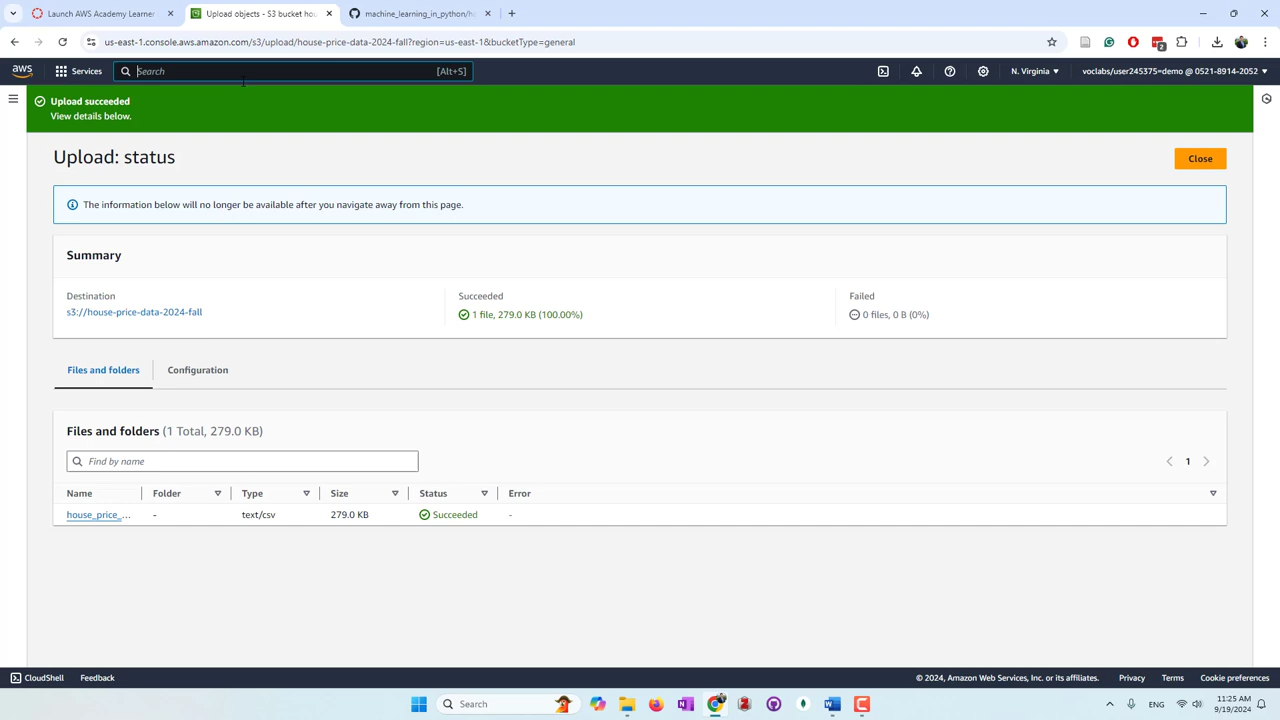 Launch AWS Academy Learner
Upload objects - S3 bucket hou
machine_learning_in_python/h
us-east-1.console.aws.amazon.com/s3/upload/house-price-data-2024-fall?region=us-east-1&bucketType=general
2
aws
Services
Search
[Alt+S]
N. Virginia
voclabs/user245375=demo @ 0521-8914-2052
Upload succeeded
View details below.
Upload: status
Close
The information below will no longer be available after you navigate away from this page.
Summary
Destination
Succeeded
Failed
s3://house-price-data-2024-fall
1 file, 279.0 KB (100.00%)
0 files, 0 B (0%)
Files and folders
Configuration
Files and folders (1 Total, 279.0 KB)
Find by name
1
Name
Folder
Type
Size
Status
Error
house_price_...
-
text/csv
279.0 KB
Succeeded
-
CloudShell
Feedback
© 2024, Amazon Web Services, Inc. or its affiliates.
Privacy
Terms
Cookie preferences
Search
11:25 AM
9/19/2024